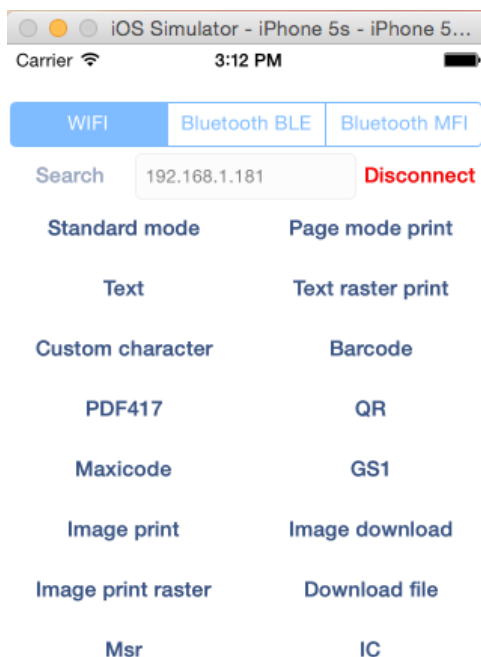 iOS Simulator - iPhone 5s - iPhone 5...
Carrier 3:12 PM
WIFI Bluetooth BLE Bluetooth MFI
Search 192.168.1.181 Disconnect
Standard mode Page mode print
Text Text raster print
Custom character Barcode
PDF417 QR
Maxicode GS1
Image print Image download
Image print raster Download file
Msr IC